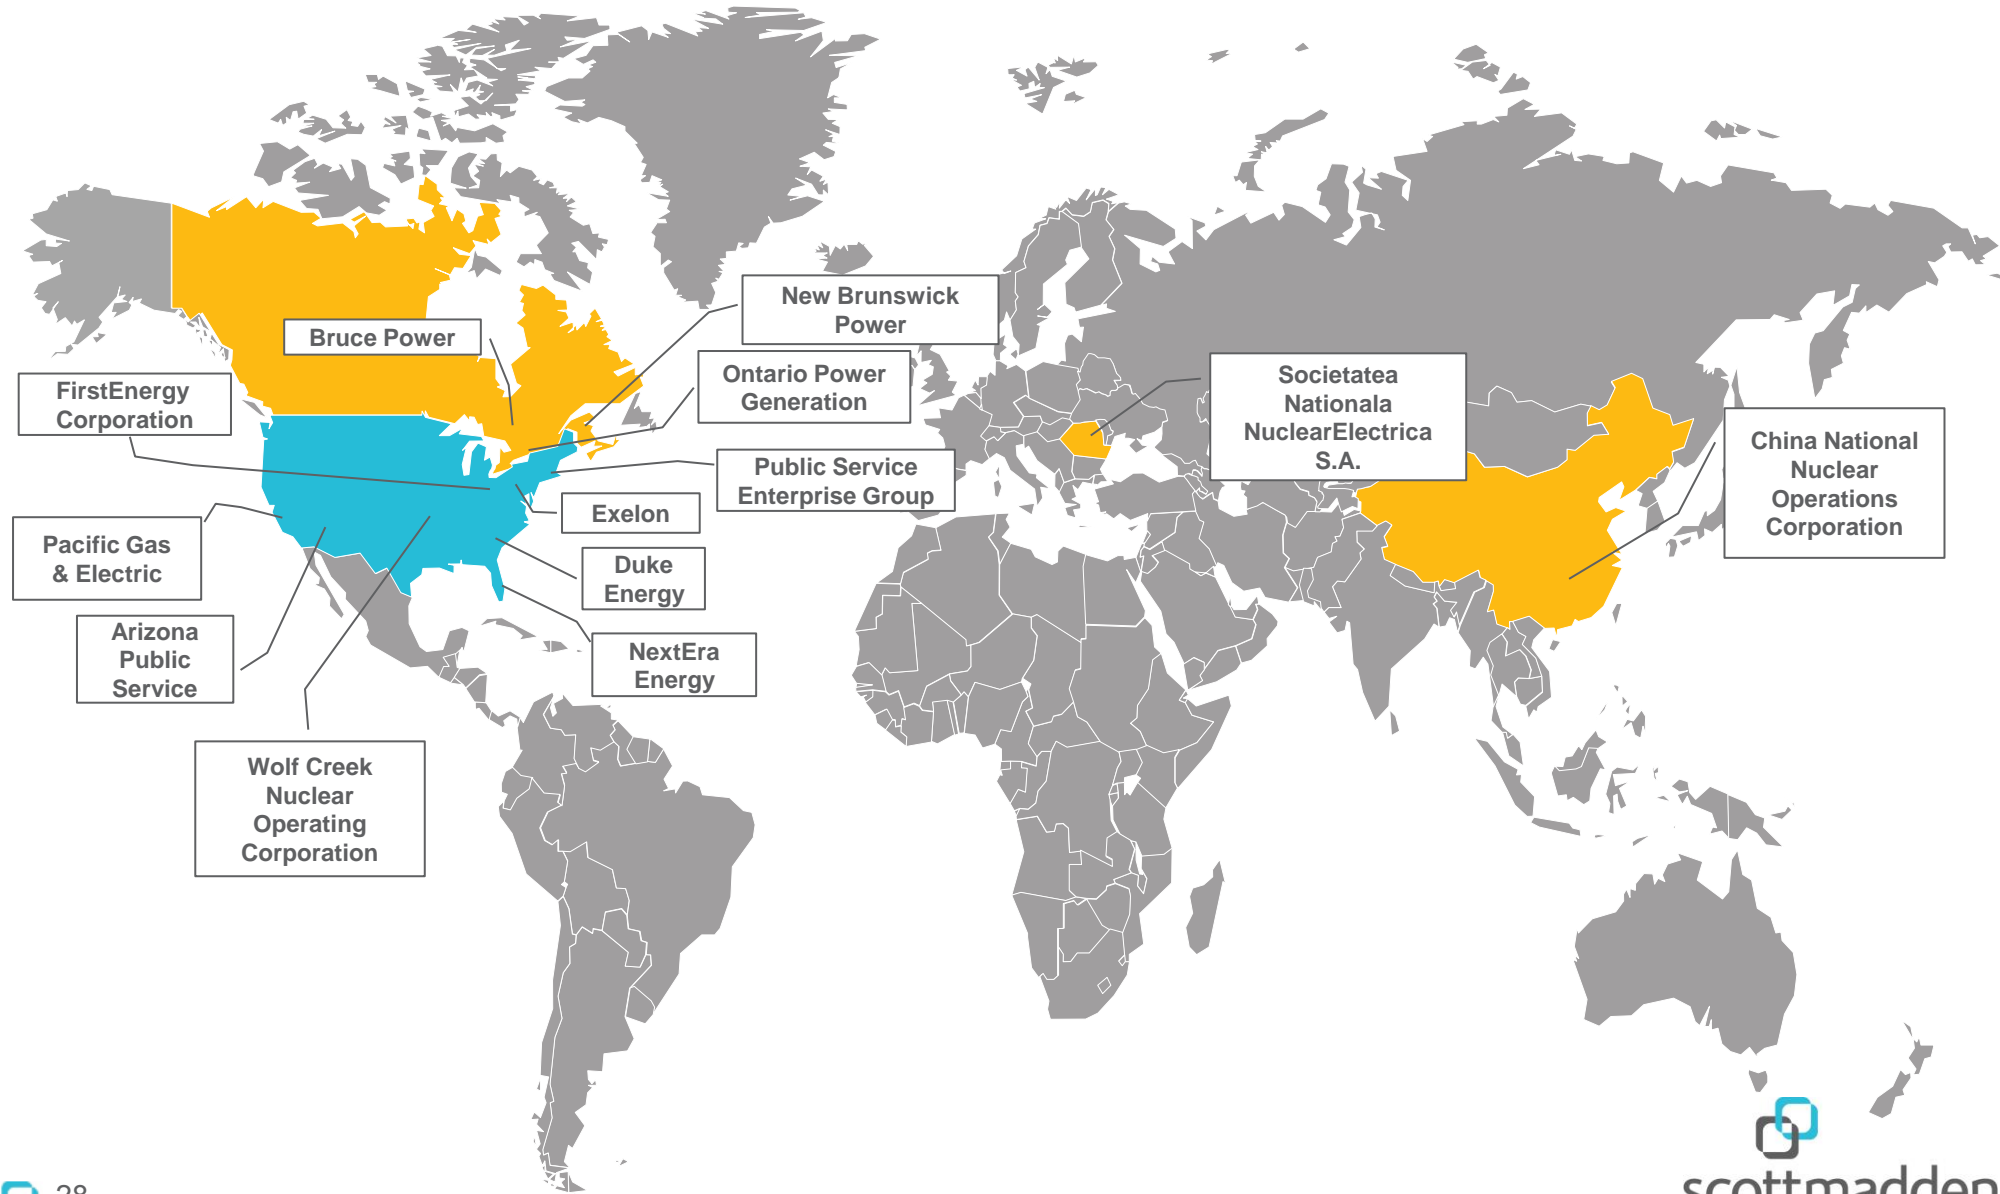 New Brunswick
Power
Bruce Power
Ontario Power
Generation
FirstEnergy
Corporation
Societatea
Nationala
NuclearElectrica
S.A.
China National
Nuclear
Operations
Corporation
Public Service
Enterprise Group
Exelon
Pacific Gas
& Electric
Duke
Energy
Arizona
Public
Service
NextEra
Energy
Wolf Creek
Nuclear
Operating
Corporation
28
scottmadden